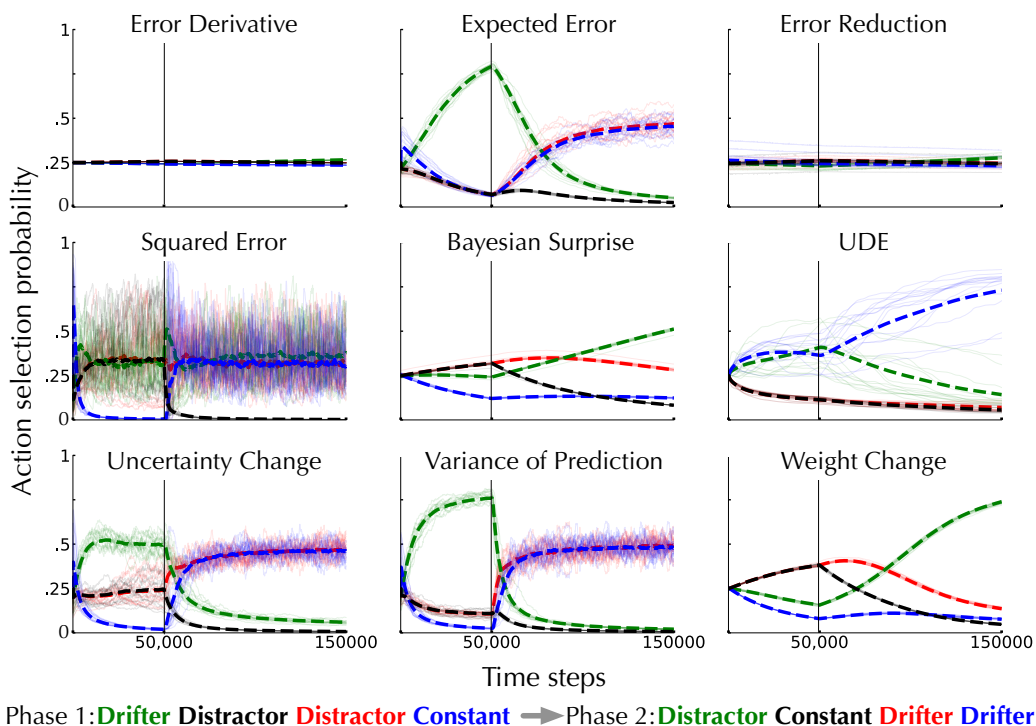 Error Derivative Expected Error Error Reduction
1 .5 .25 0
Squared Error Bayesian Surprise UDE
1 .5 .25 0
Uncertainty Change Variance of Prediction Weight Change
1 .5 .25 0
50,000 150000 50,000 150000 50,000 150000
Action selection probability
Time steps
Phase 1: Drifter Distractor Distractor Constant Phase 2: Distractor Constant Drifter Drifter